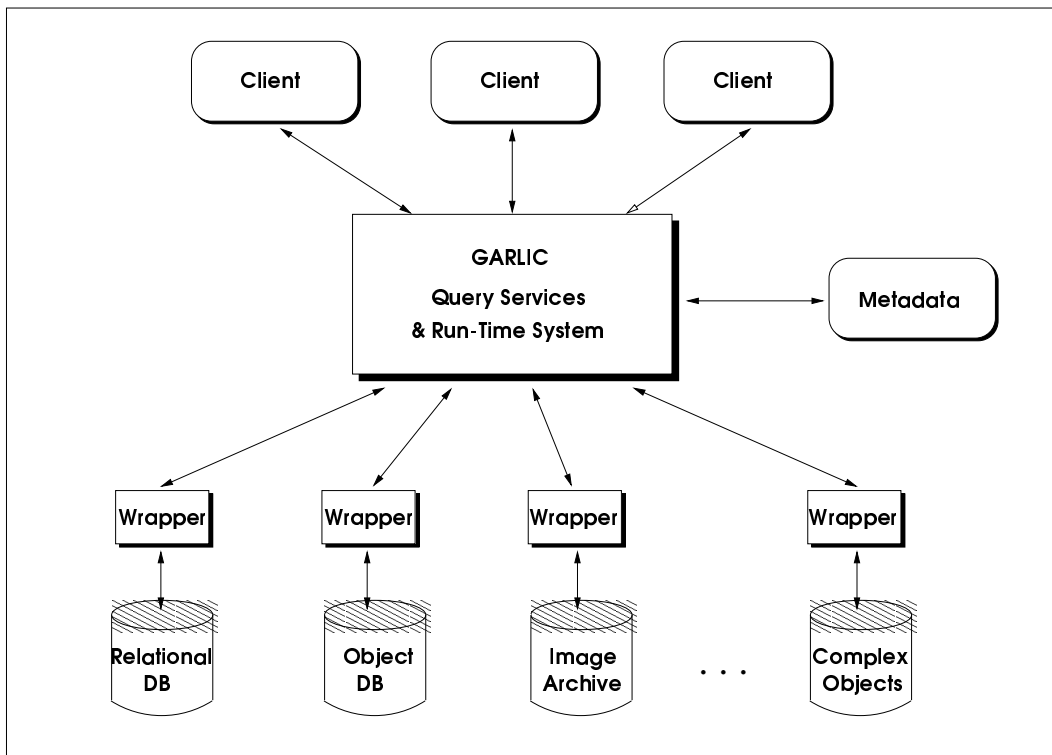 Client
Client
Client
GARLIC
Query Services
& Run-Time System
Metadata
Wrapper
Wrapper
Wrapper
Wrapper
Relational
DB
Object
DB
Image
Archive
. . .
Complex
Objects